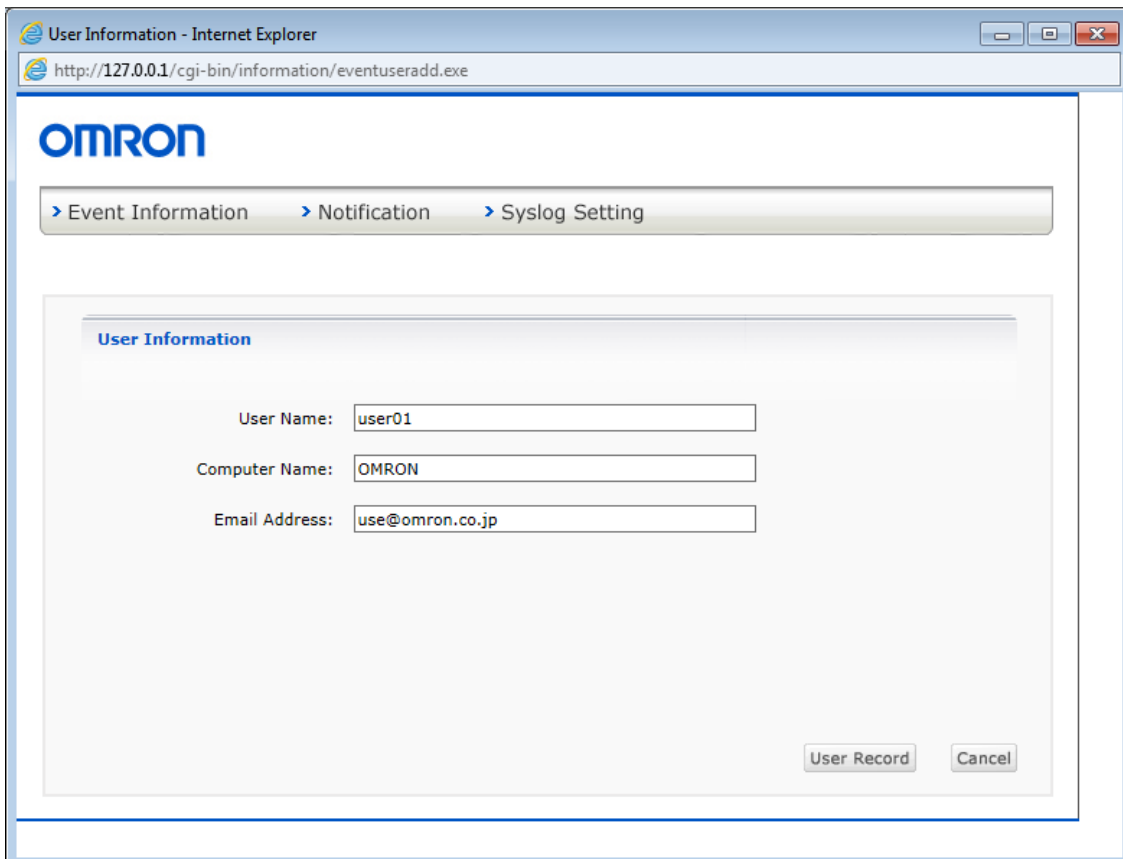 User Information - Internet Explorer
http://127.0.0.1/cgi-bin/information/eventuseradd.exe
OMRON
Event Information Notification Syslog Setting
User Information
User Name: user01
Computer Name: OMRON
Email Address: use@omron.co.jp
User Record Cancel